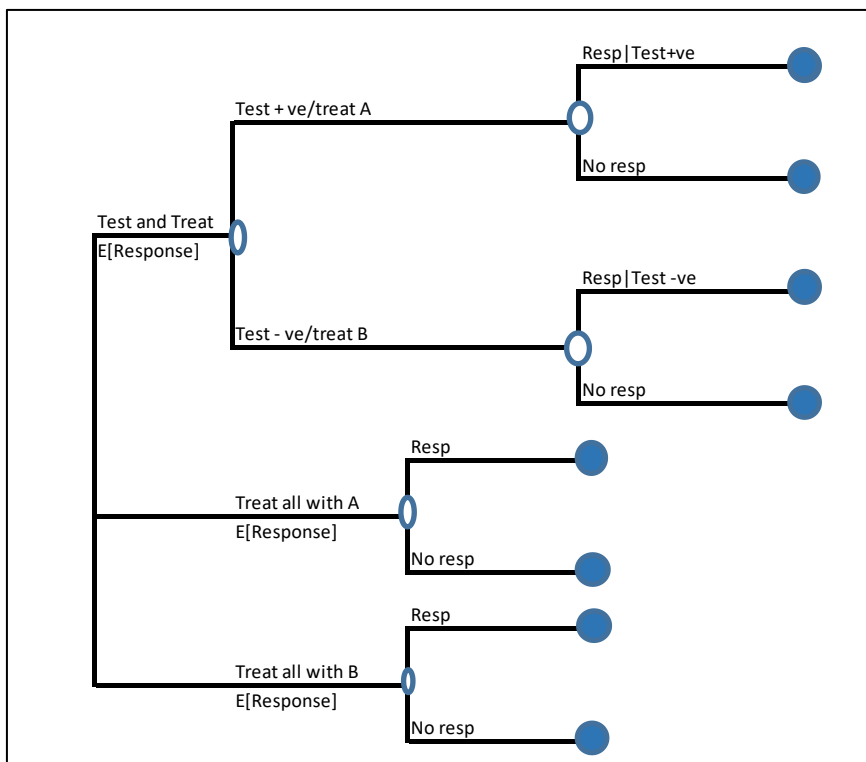 Resp|Test+ve
Test + ve/treat A
No resp
Test and Treat
E[Response]
Resp|Test -ve
Test - ve/treat B
No resp
Resp
Treat all with A
E[Response]
No resp
Resp
Treat all with B
E[Response]
No resp